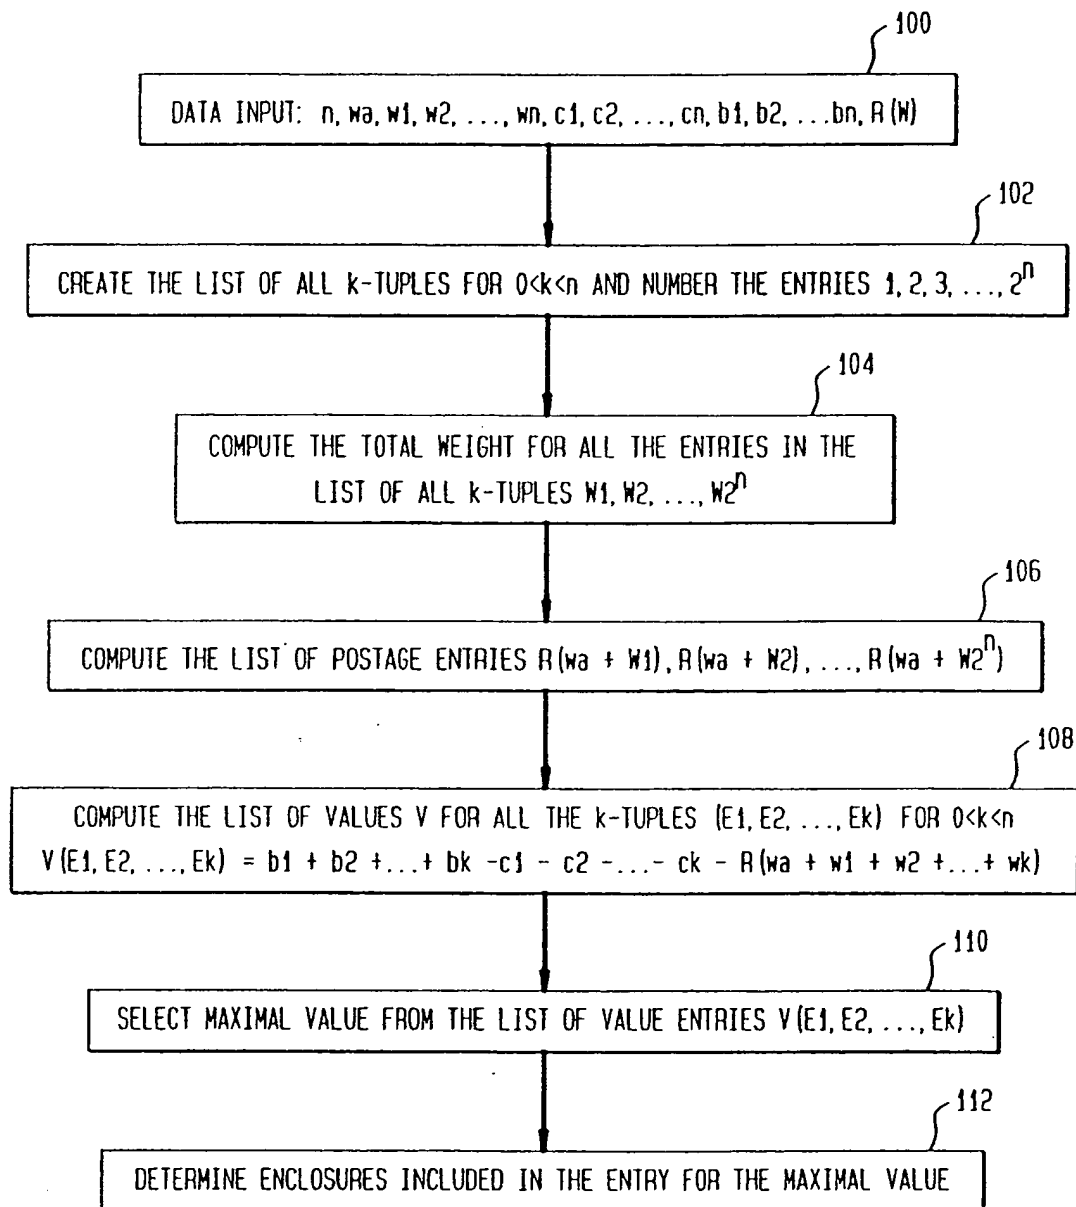 100
DATA INPUT: n, wa, w1, w2, ..., wn, c1, c2, ..., cn, b1, b2, ...bn, R(W)
102
CREATE THE LIST OF ALL k-TUPLES FOR 0<k<n AND NUMBER THE ENTRIES 1, 2, 3, ..., 2^n
104
COMPUTE THE TOTAL WEIGHT FOR ALL THE ENTRIES IN THE
LIST OF ALL k-TUPLES W1, W2, ..., W2^n
106
COMPUTE THE LIST OF POSTAGE ENTRIES R(wa + W1), R(wa + W2), ..., R(wa + W2^n)
108
COMPUTE THE LIST OF VALUES V FOR ALL THE k-TUPLES (E1, E2, ..., Ek) FOR 0<k<n
V(E1, E2, ..., Ek) = b1 + b2 +...+ bk -c1 - c2 -...- ck - R(wa + w1 + w2 +...+ wk)
110
SELECT MAXIMAL VALUE FROM THE LIST OF VALUE ENTRIES V(E1, E2, ..., Ek)
112
DETERMINE ENCLOSURES INCLUDED IN THE ENTRY FOR THE MAXIMAL VALUE